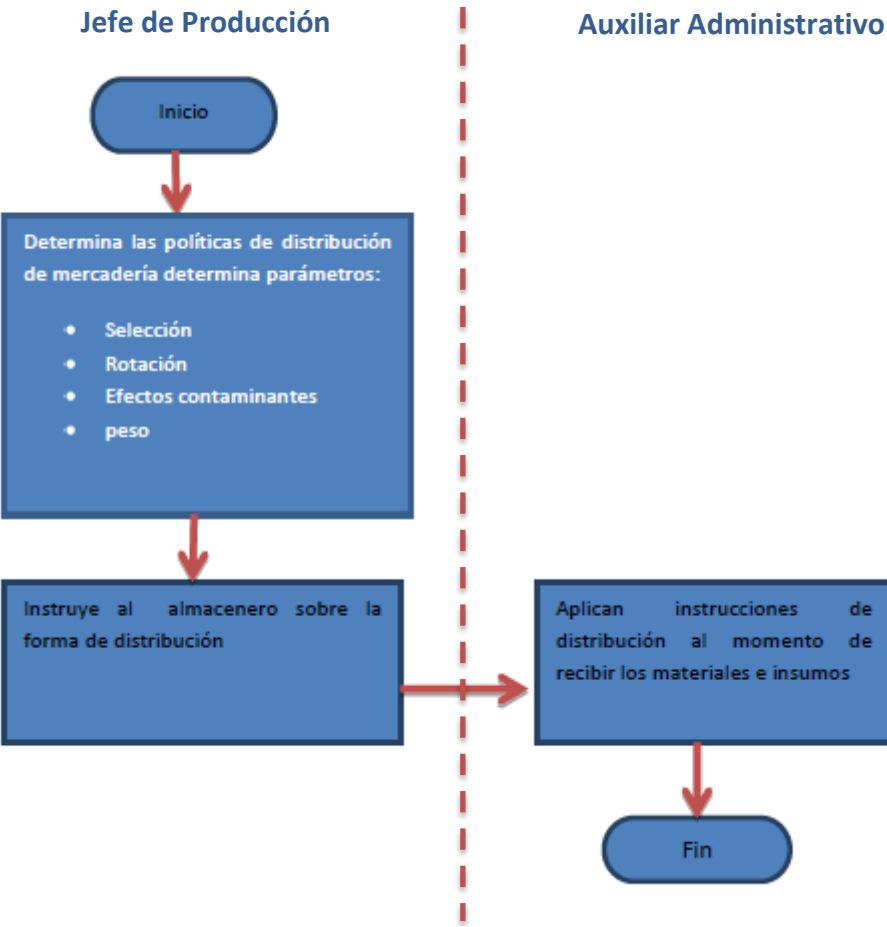 Jefe de Producción
Auxiliar Administrativo
Inicio
Determina las políticas de distribución
de mercadería determina parámetros:
• Selección
• Rotación
• Efectos contaminantes
• peso
Instruye al almacenero sobre la
forma de distribución
Aplican instrucciones de
distribución al momento de
recibir los materiales e insumos
Fin